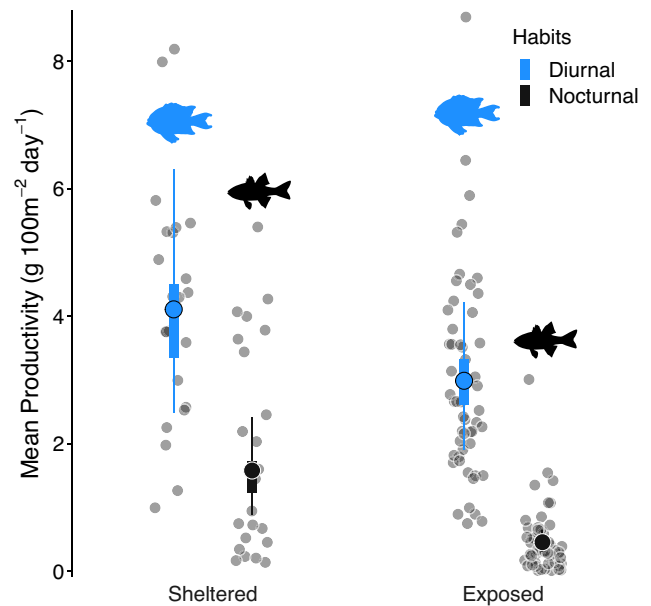 Habits
Diurnal
Nocturnal
Mean Productivity (g 100m⁻² day⁻¹)
8
6
4
2
0
Sheltered
Exposed